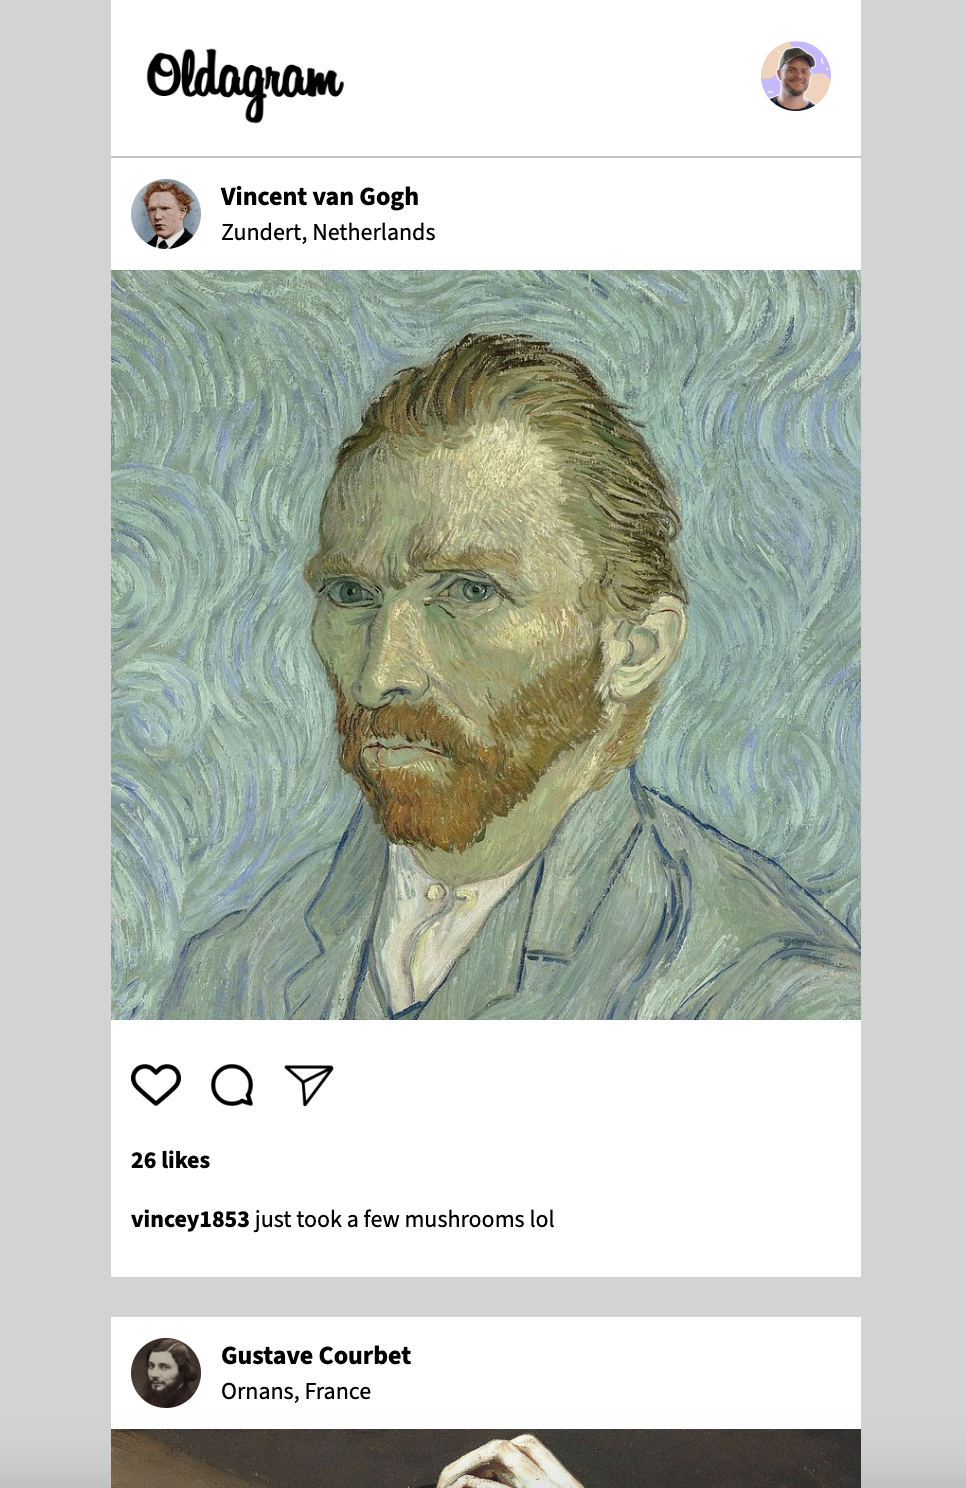 Oldagram
Vincent van Gogh
Zundert, Netherlands
26 likes
vincey1853 just took a few mushrooms lol
Gustave Courbet
Ornans, France